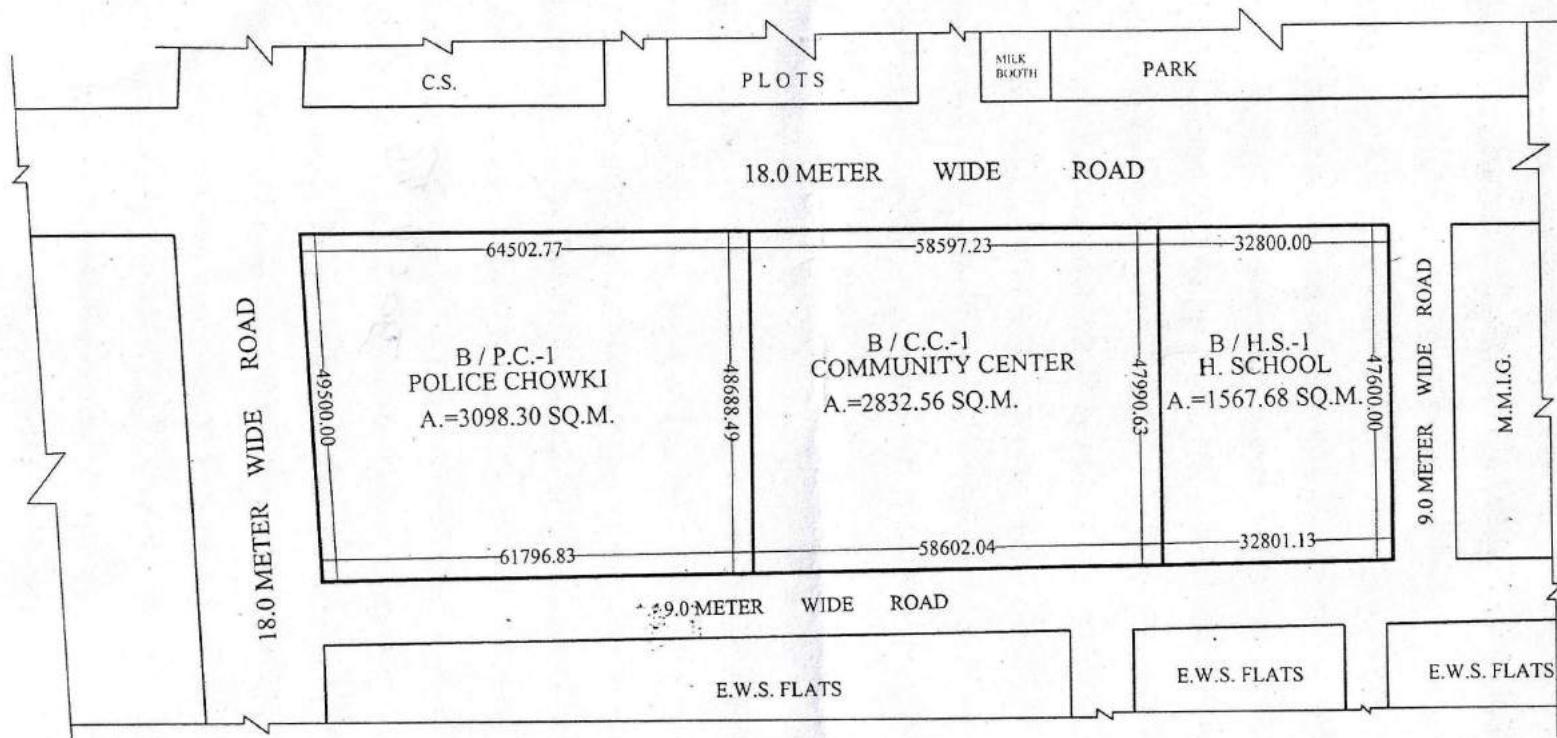 C.S.
PLOTS
MILK
BOOTH
PARK
18.0 METER WIDE ROAD
64502.77
58597.23
32800.00
18.0 METER WIDE ROAD
49500.00
B / P.C.-1
POLICE CHOWKI
A.=3098.30 SQ.M.
48688.49
B / C.C.-1
COMMUNITY CENTER
A.=2832.56 SQ.M.
47990.63
B / H.S.-1
H. SCHOOL
A.=1567.68 SQ.M.
47600.00
9.0 METER WIDE ROAD
M.M.I.G.
61796.83
58602.04
32801.13
9.0 METER WIDE ROAD
E.W.S. FLATS
E.W.S. FLATS
E.W.S. FLATS